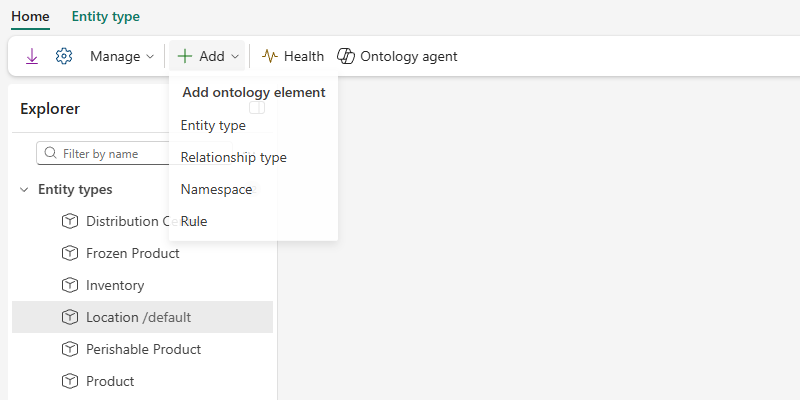 Home Entity type
Manage Add Health Ontology agent
Add ontology element
Explorer
Entity type
Filter by name
Relationship type
Entity types
Namespace
Distribution
Rule
Frozen Product
Inventory
Location /default
Perishable Product
Product